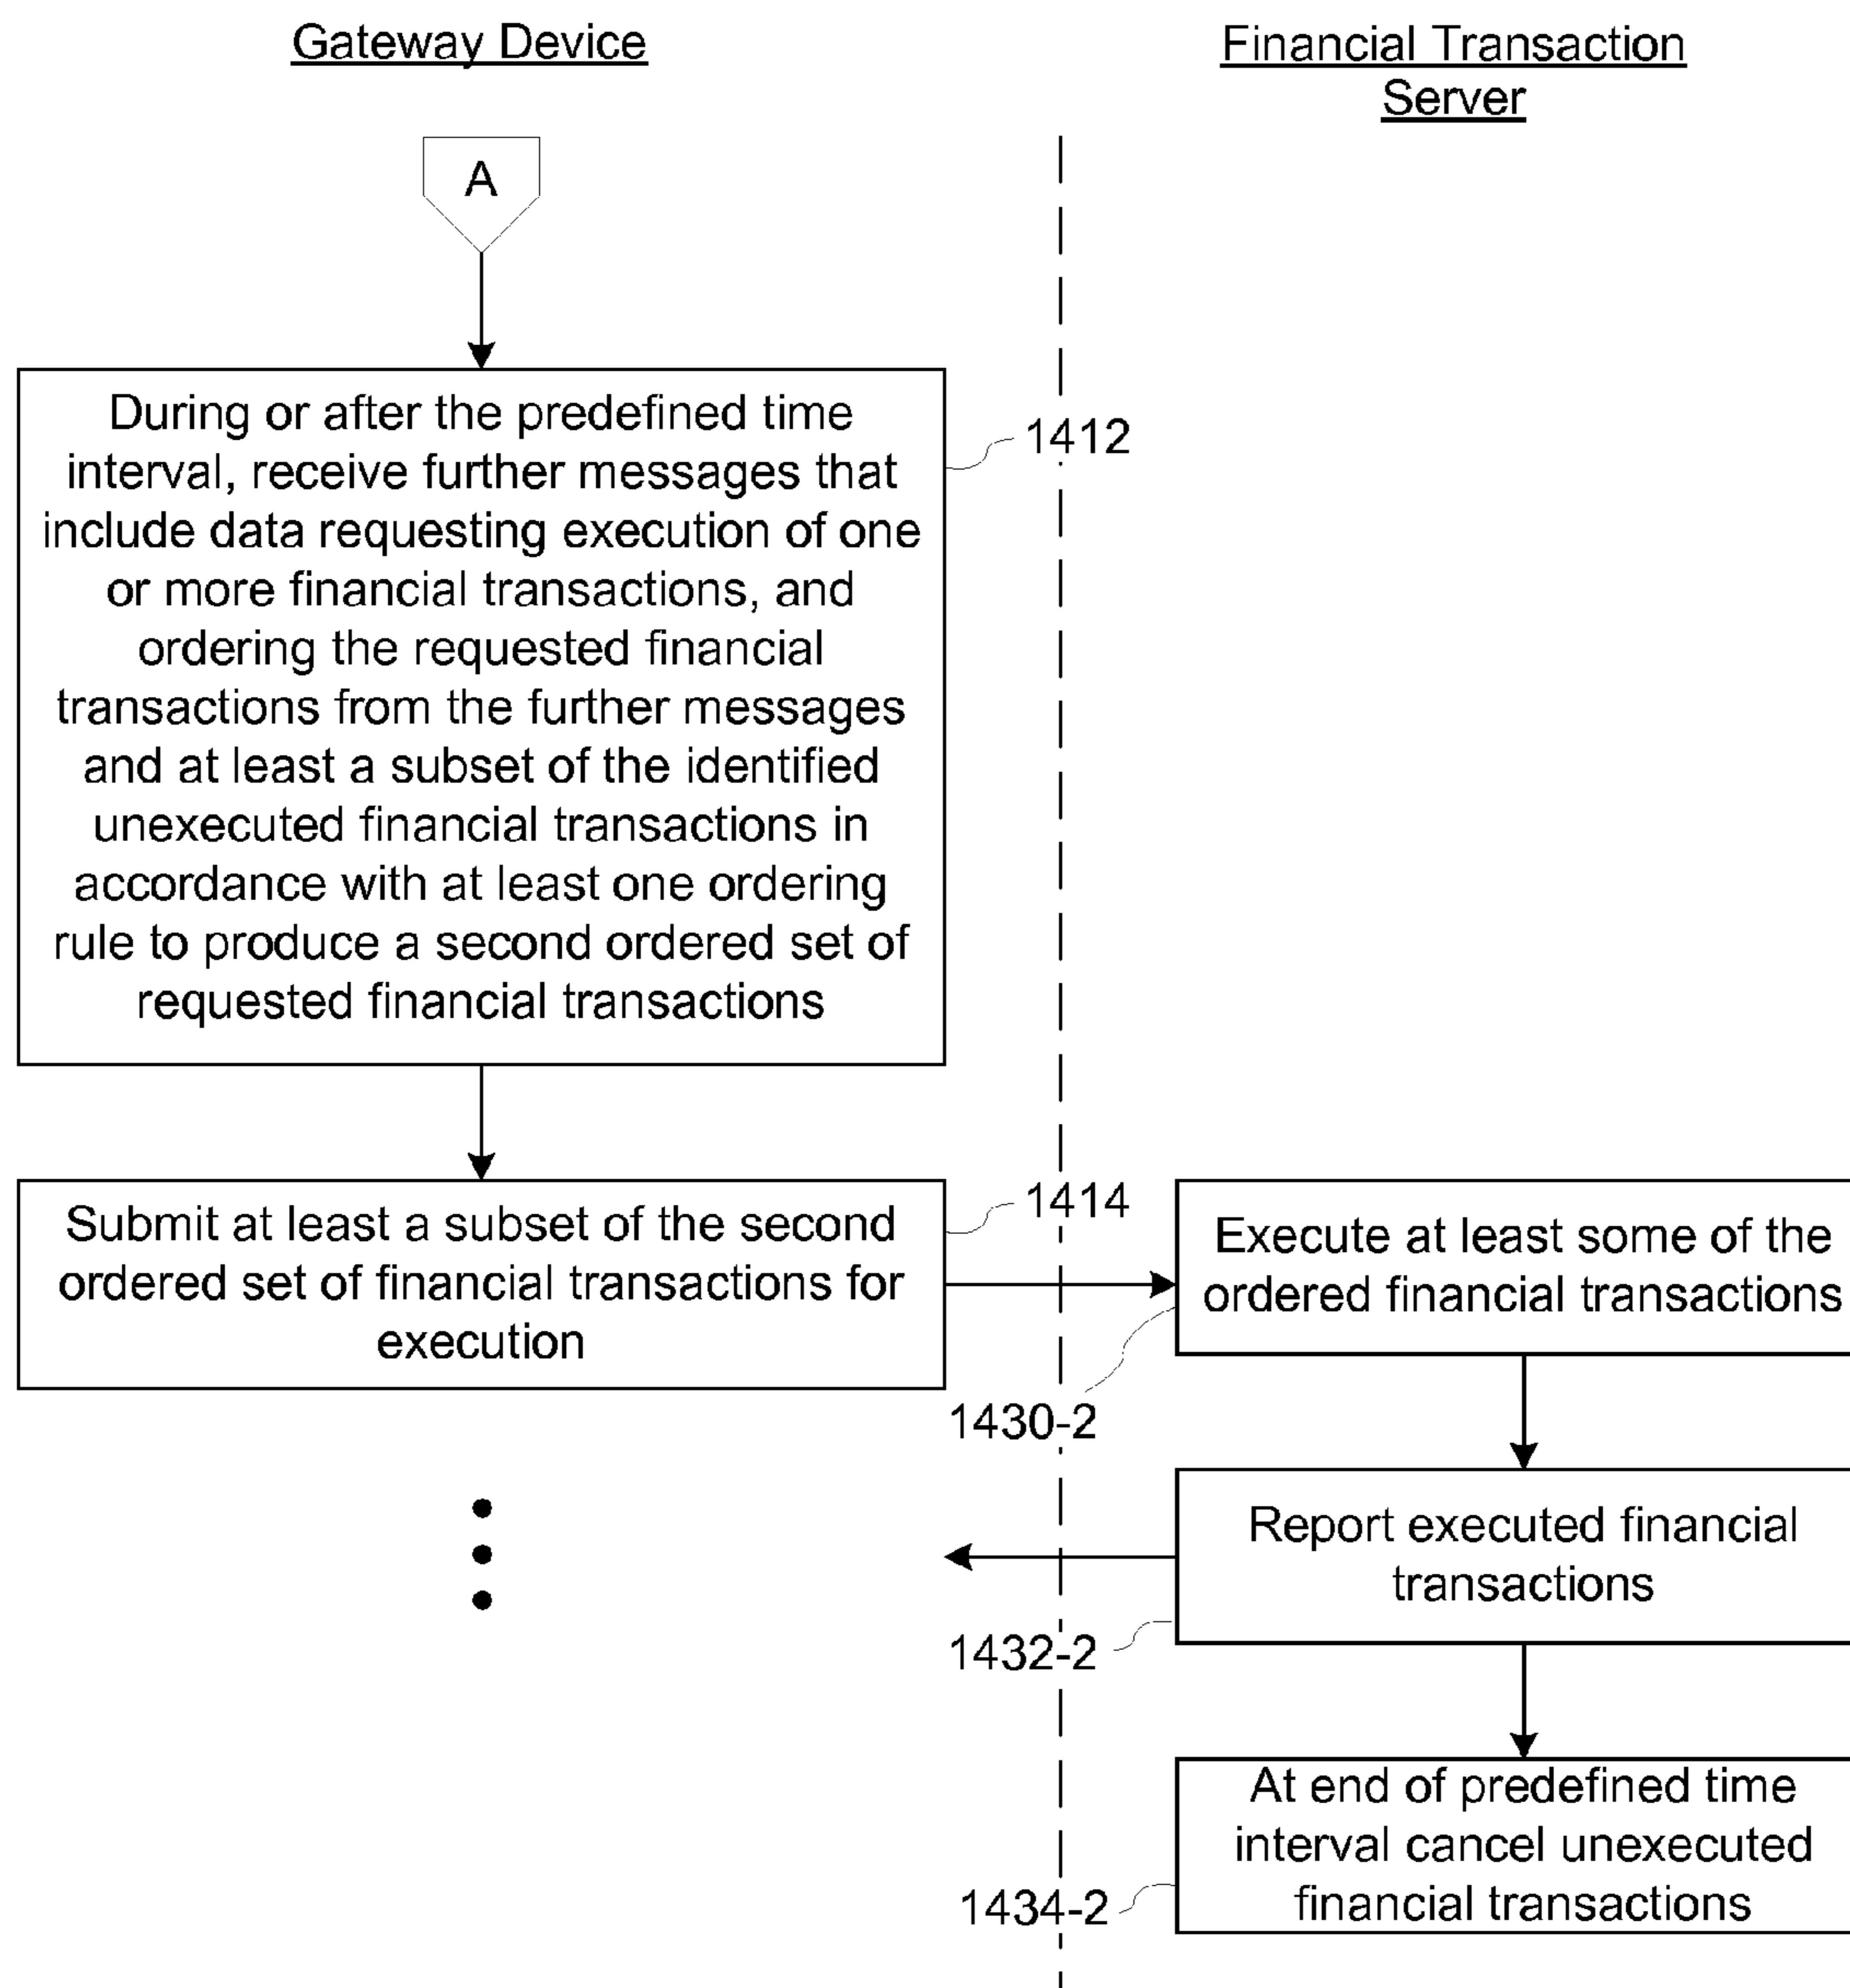 Gateway Device
Financial Transaction
Server
A
During or after the predefined time
interval, receive further messages that
include data requesting execution of one
or more financial transactions, and
ordering the requested financial
transactions from the further messages
and at least a subset of the identified
unexecuted financial transactions in
accordance with at least one ordering
rule to produce a second ordered set of
requested financial transactions
1412
Submit at least a subset of the second
ordered set of financial transactions for
execution
1414
Execute at least some of the
ordered financial transactions
1430-2
Report executed financial
transactions
1432-2
At end of predefined time
interval cancel unexecuted
financial transactions
1434-2